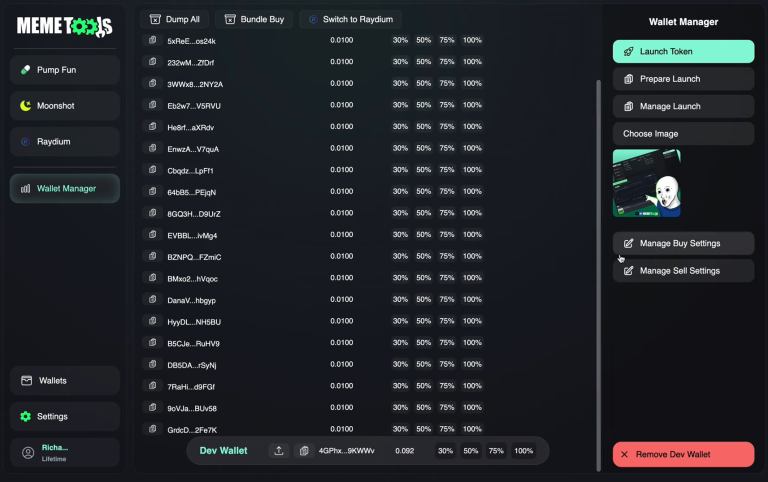 MEMETOOLS
Pump Fun
Moonshot
Raydium
Wallet Manager
Wallets
Settings
Richa...
Lifetime
Dump All
Bundle Buy
Switch to Raydium
5xReE...os24k 0.0100 30% 50% 75% 100%
232wM...ZfDrf 0.0100 30% 50% 75% 100%
3WWx8...2NY2A 0.0100 30% 50% 75% 100%
Eb2w7...V5RVU 0.0100 30% 50% 75% 100%
He8rf...aXRdv 0.0100 30% 50% 75% 100%
EnwzA...V7quA 0.0100 30% 50% 75% 100%
Cbqdz...LpFf1 0.0100 30% 50% 75% 100%
64bB5...PEjqN 0.0100 30% 50% 75% 100%
8GQ3H...D9UrZ 0.0100 30% 50% 75% 100%
EVBBL...ivMg4 0.0100 30% 50% 75% 100%
BZNPQ...FZmiC 0.0100 30% 50% 75% 100%
BMxo2...hVqoc 0.0100 30% 50% 75% 100%
DanaV...hbgyp 0.0100 30% 50% 75% 100%
HyyDL...NH5BU 0.0100 30% 50% 75% 100%
B5CJe...RuHV9 0.0100 30% 50% 75% 100%
DB5DA...rSyNj 0.0100 30% 50% 75% 100%
7RaHi...d9FGf 0.0100 30% 50% 75% 100%
9oVJa...BUv58 0.0100 30% 50% 75% 100%
GrdcD...2Fe7K 0.0100 30% 50% 75% 100%
Dev Wallet 4GPhx...9KWWv 0.092 30% 50% 75% 100%
Wallet Manager
Launch Token
Prepare Launch
Manage Launch
Choose Image
MEMETOOLS
Manage Buy Settings
Manage Sell Settings
Remove Dev Wallet